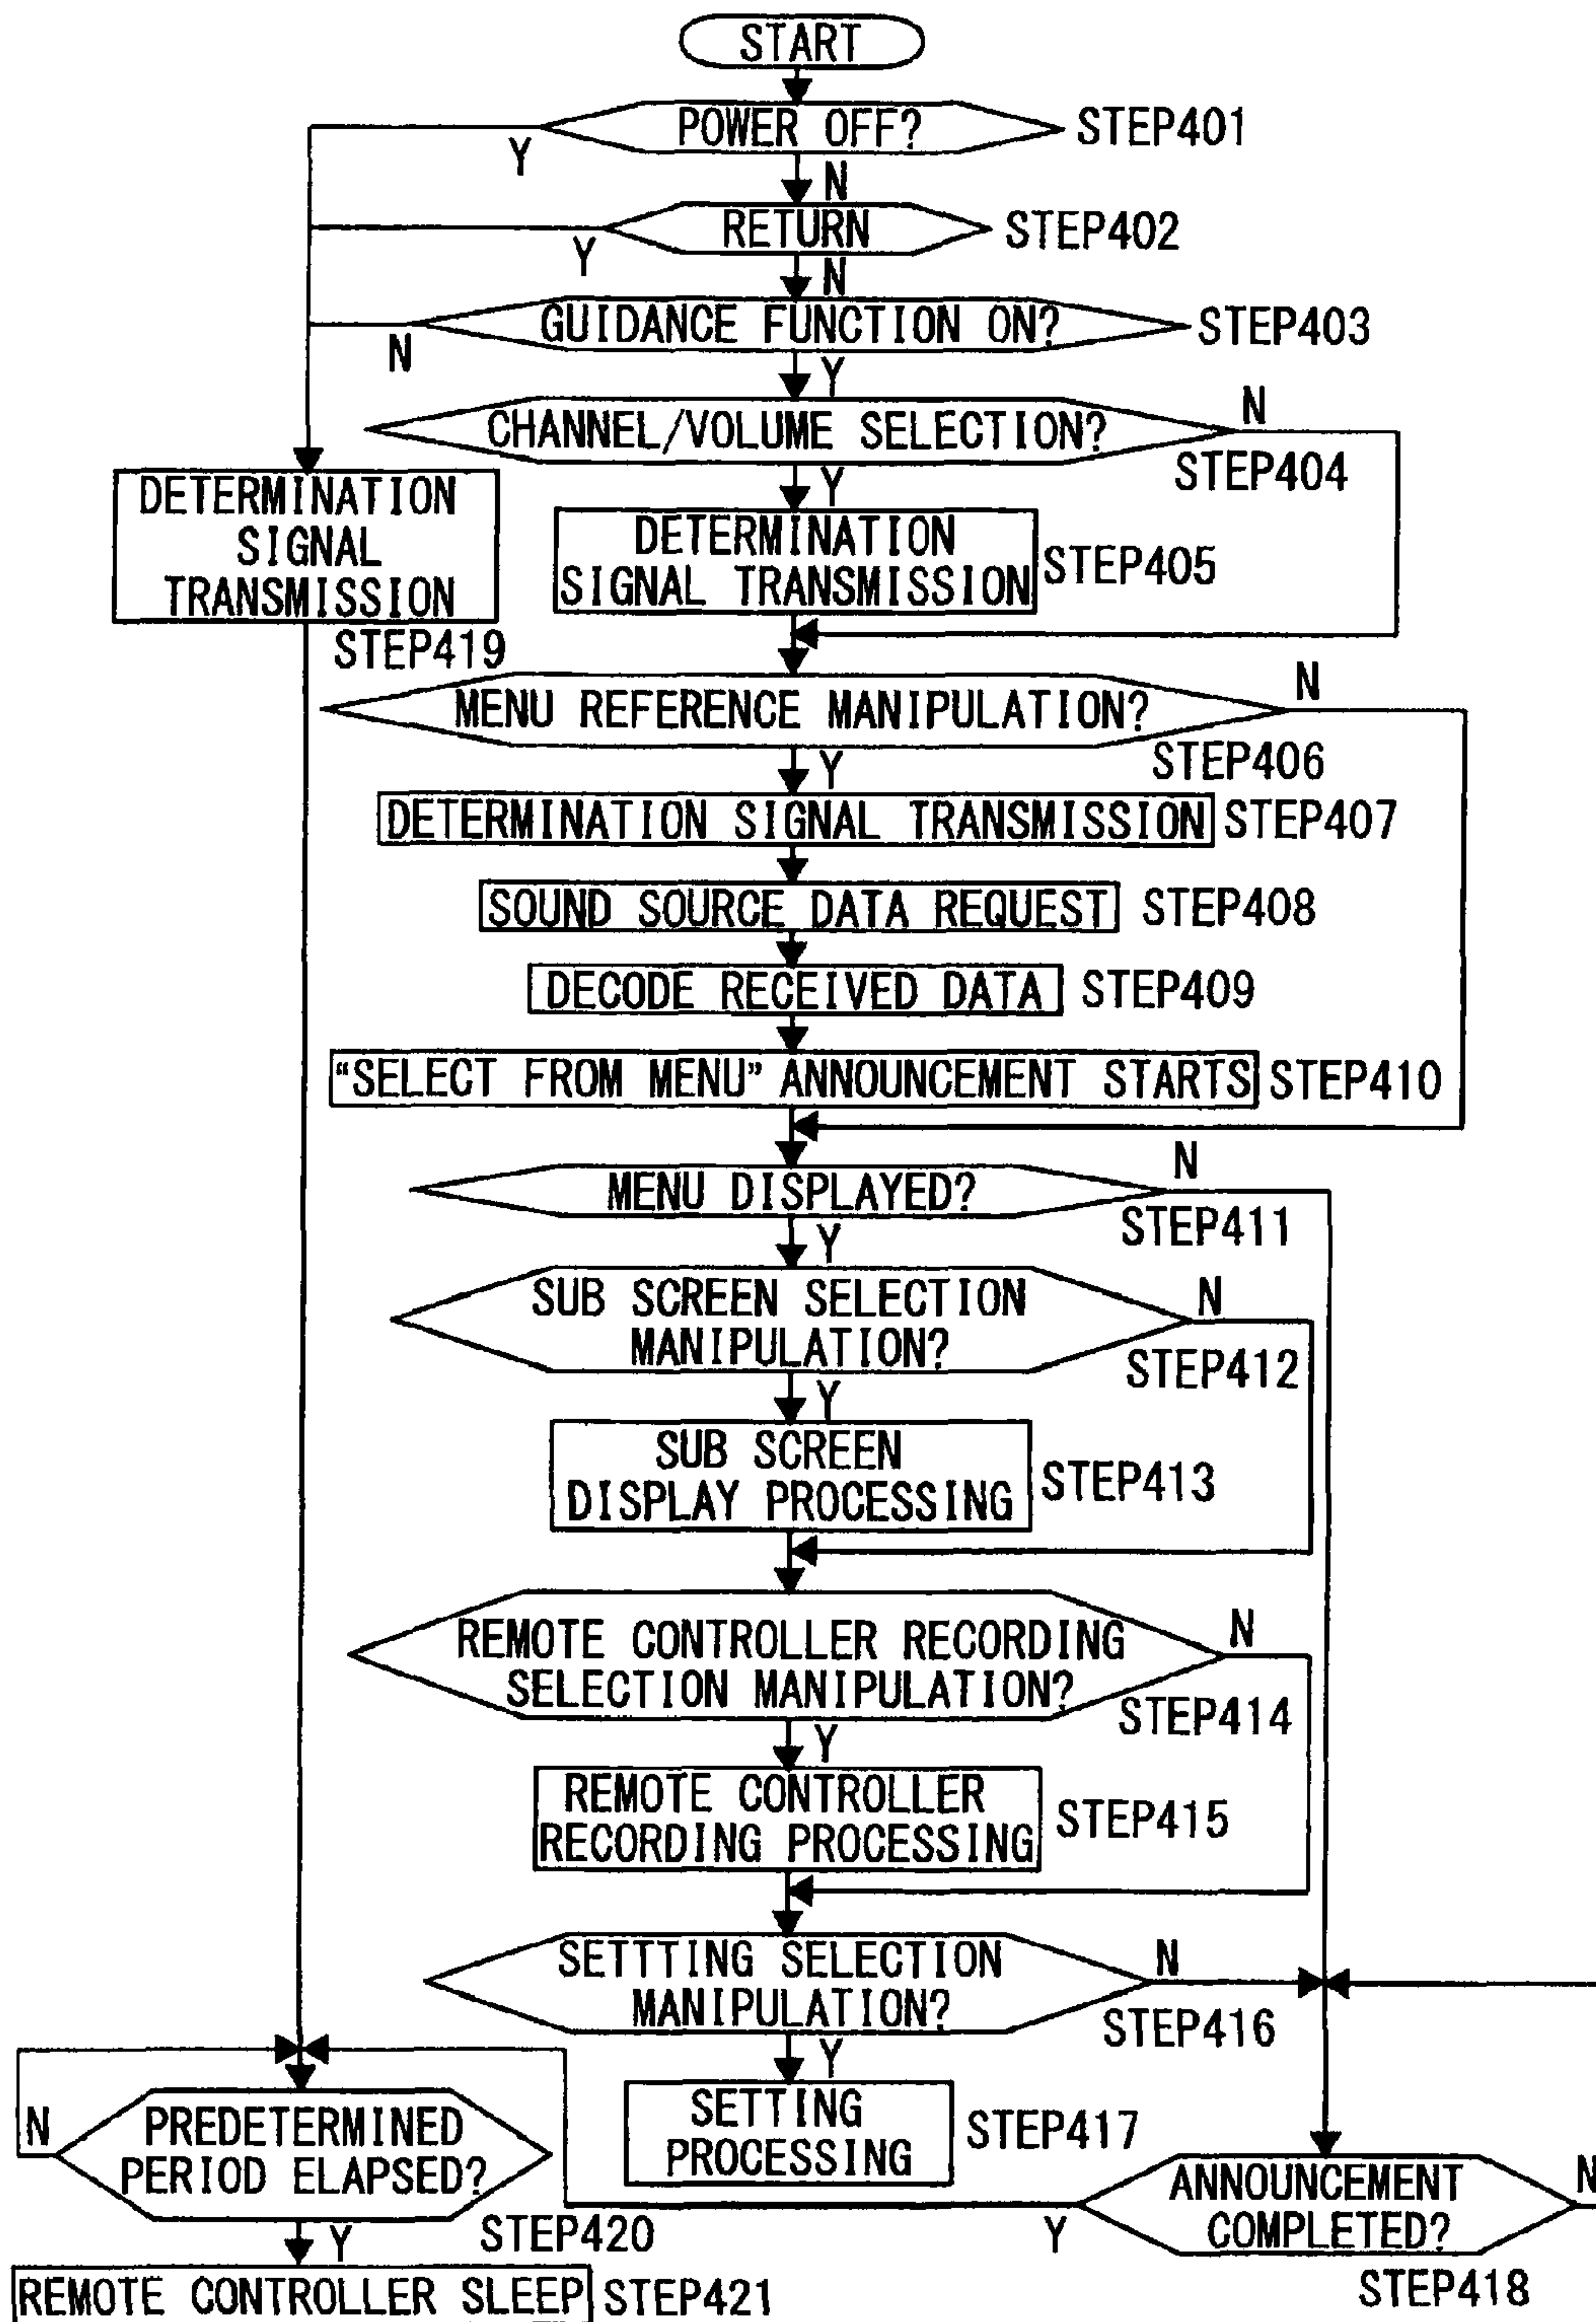 START
POWER OFF?
STEP401
Y
N
RETURN
STEP402
Y
N
GUIDANCE FUNCTION ON?
STEP403
N
Y
CHANNEL/VOLUME SELECTION?
N
STEP404
Y
DETERMINATION
SIGNAL
TRANSMISSION
STEP419
DETERMINATION
SIGNAL TRANSMISSION
STEP405
MENU REFERENCE MANIPULATION?
N
STEP406
Y
DETERMINATION SIGNAL TRANSMISSION
STEP407
SOUND SOURCE DATA REQUEST
STEP408
DECODE RECEIVED DATA
STEP409
“SELECT FROM MENU” ANNOUNCEMENT STARTS
STEP410
MENU DISPLAYED?
N
STEP411
Y
SUB SCREEN SELECTION
MANIPULATION?
N
STEP412
Y
SUB SCREEN
DISPLAY PROCESSING
STEP413
REMOTE CONTROLLER RECORDING
SELECTION MANIPULATION?
N
STEP414
Y
REMOTE CONTROLLER
RECORDING PROCESSING
STEP415
SETTTING SELECTION
MANIPULATION?
N
STEP416
Y
SETTING
PROCESSING
STEP417
N
PREDETERMINED
PERIOD ELAPSED?
STEP420
Y
ANNOUNCEMENT
COMPLETED?
N
Y
STEP418
REMOTE CONTROLLER SLEEP
STEP421